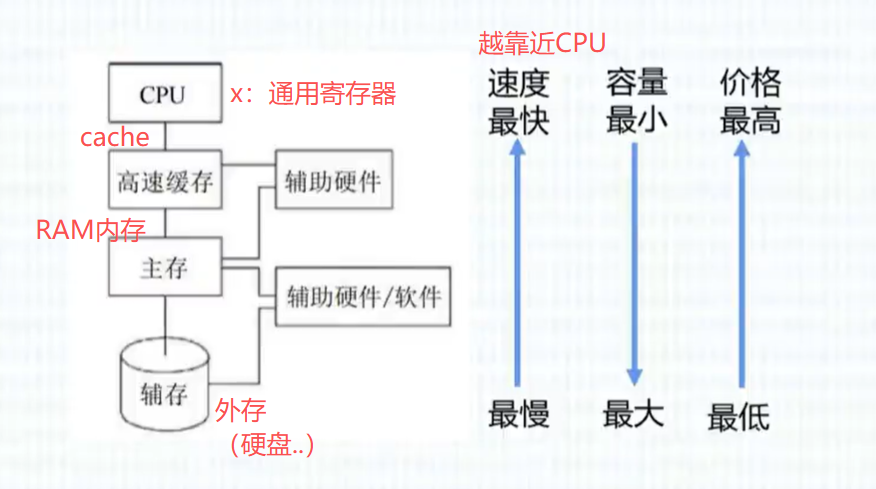 越靠近CPU
CPU
x：通用寄存器
速度
最快
容量
最小
价格
最高
cache
高速缓存
辅助硬件
RAM内存
主存
辅助硬件/软件
辅存
外存
（硬盘..）
最慢
最大
最低